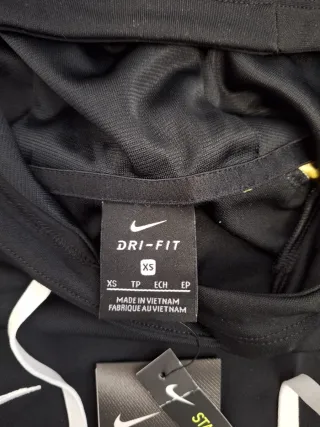 DRI-FIT
XS
XS TP ECH EP
MADE IN VIETNAM
FABRIQUÉ AU VIETNAM